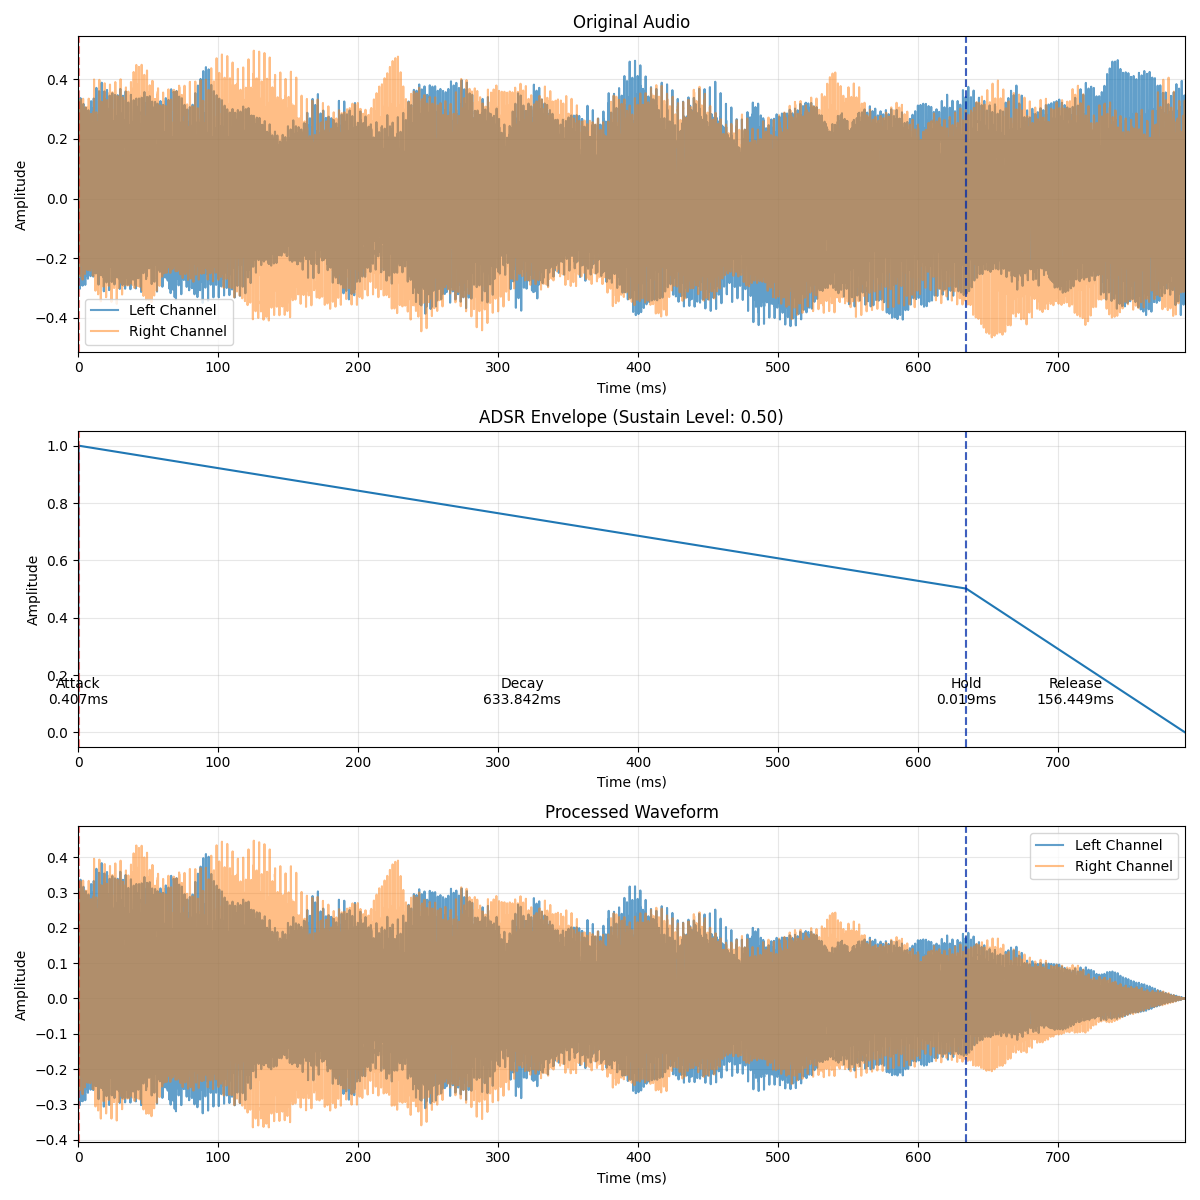 Original Audio
Amplitude
0.4
0.2
0.0
−0.2
−0.4
Left Channel
Right Channel
0 100 200 300 400 500 600 700
Time (ms)
ADSR Envelope (Sustain Level: 0.50)
Amplitude
1.0
0.8
0.6
0.4
0.2
0.0
Attack
0.407ms
Decay
633.842ms
Hold
0.019ms
Release
156.449ms
0 100 200 300 400 500 600 700
Time (ms)
Processed Waveform
Amplitude
0.4
0.3
0.2
0.1
0.0
−0.1
−0.2
−0.3
−0.4
Left Channel
Right Channel
0 100 200 300 400 500 600 700
Time (ms)